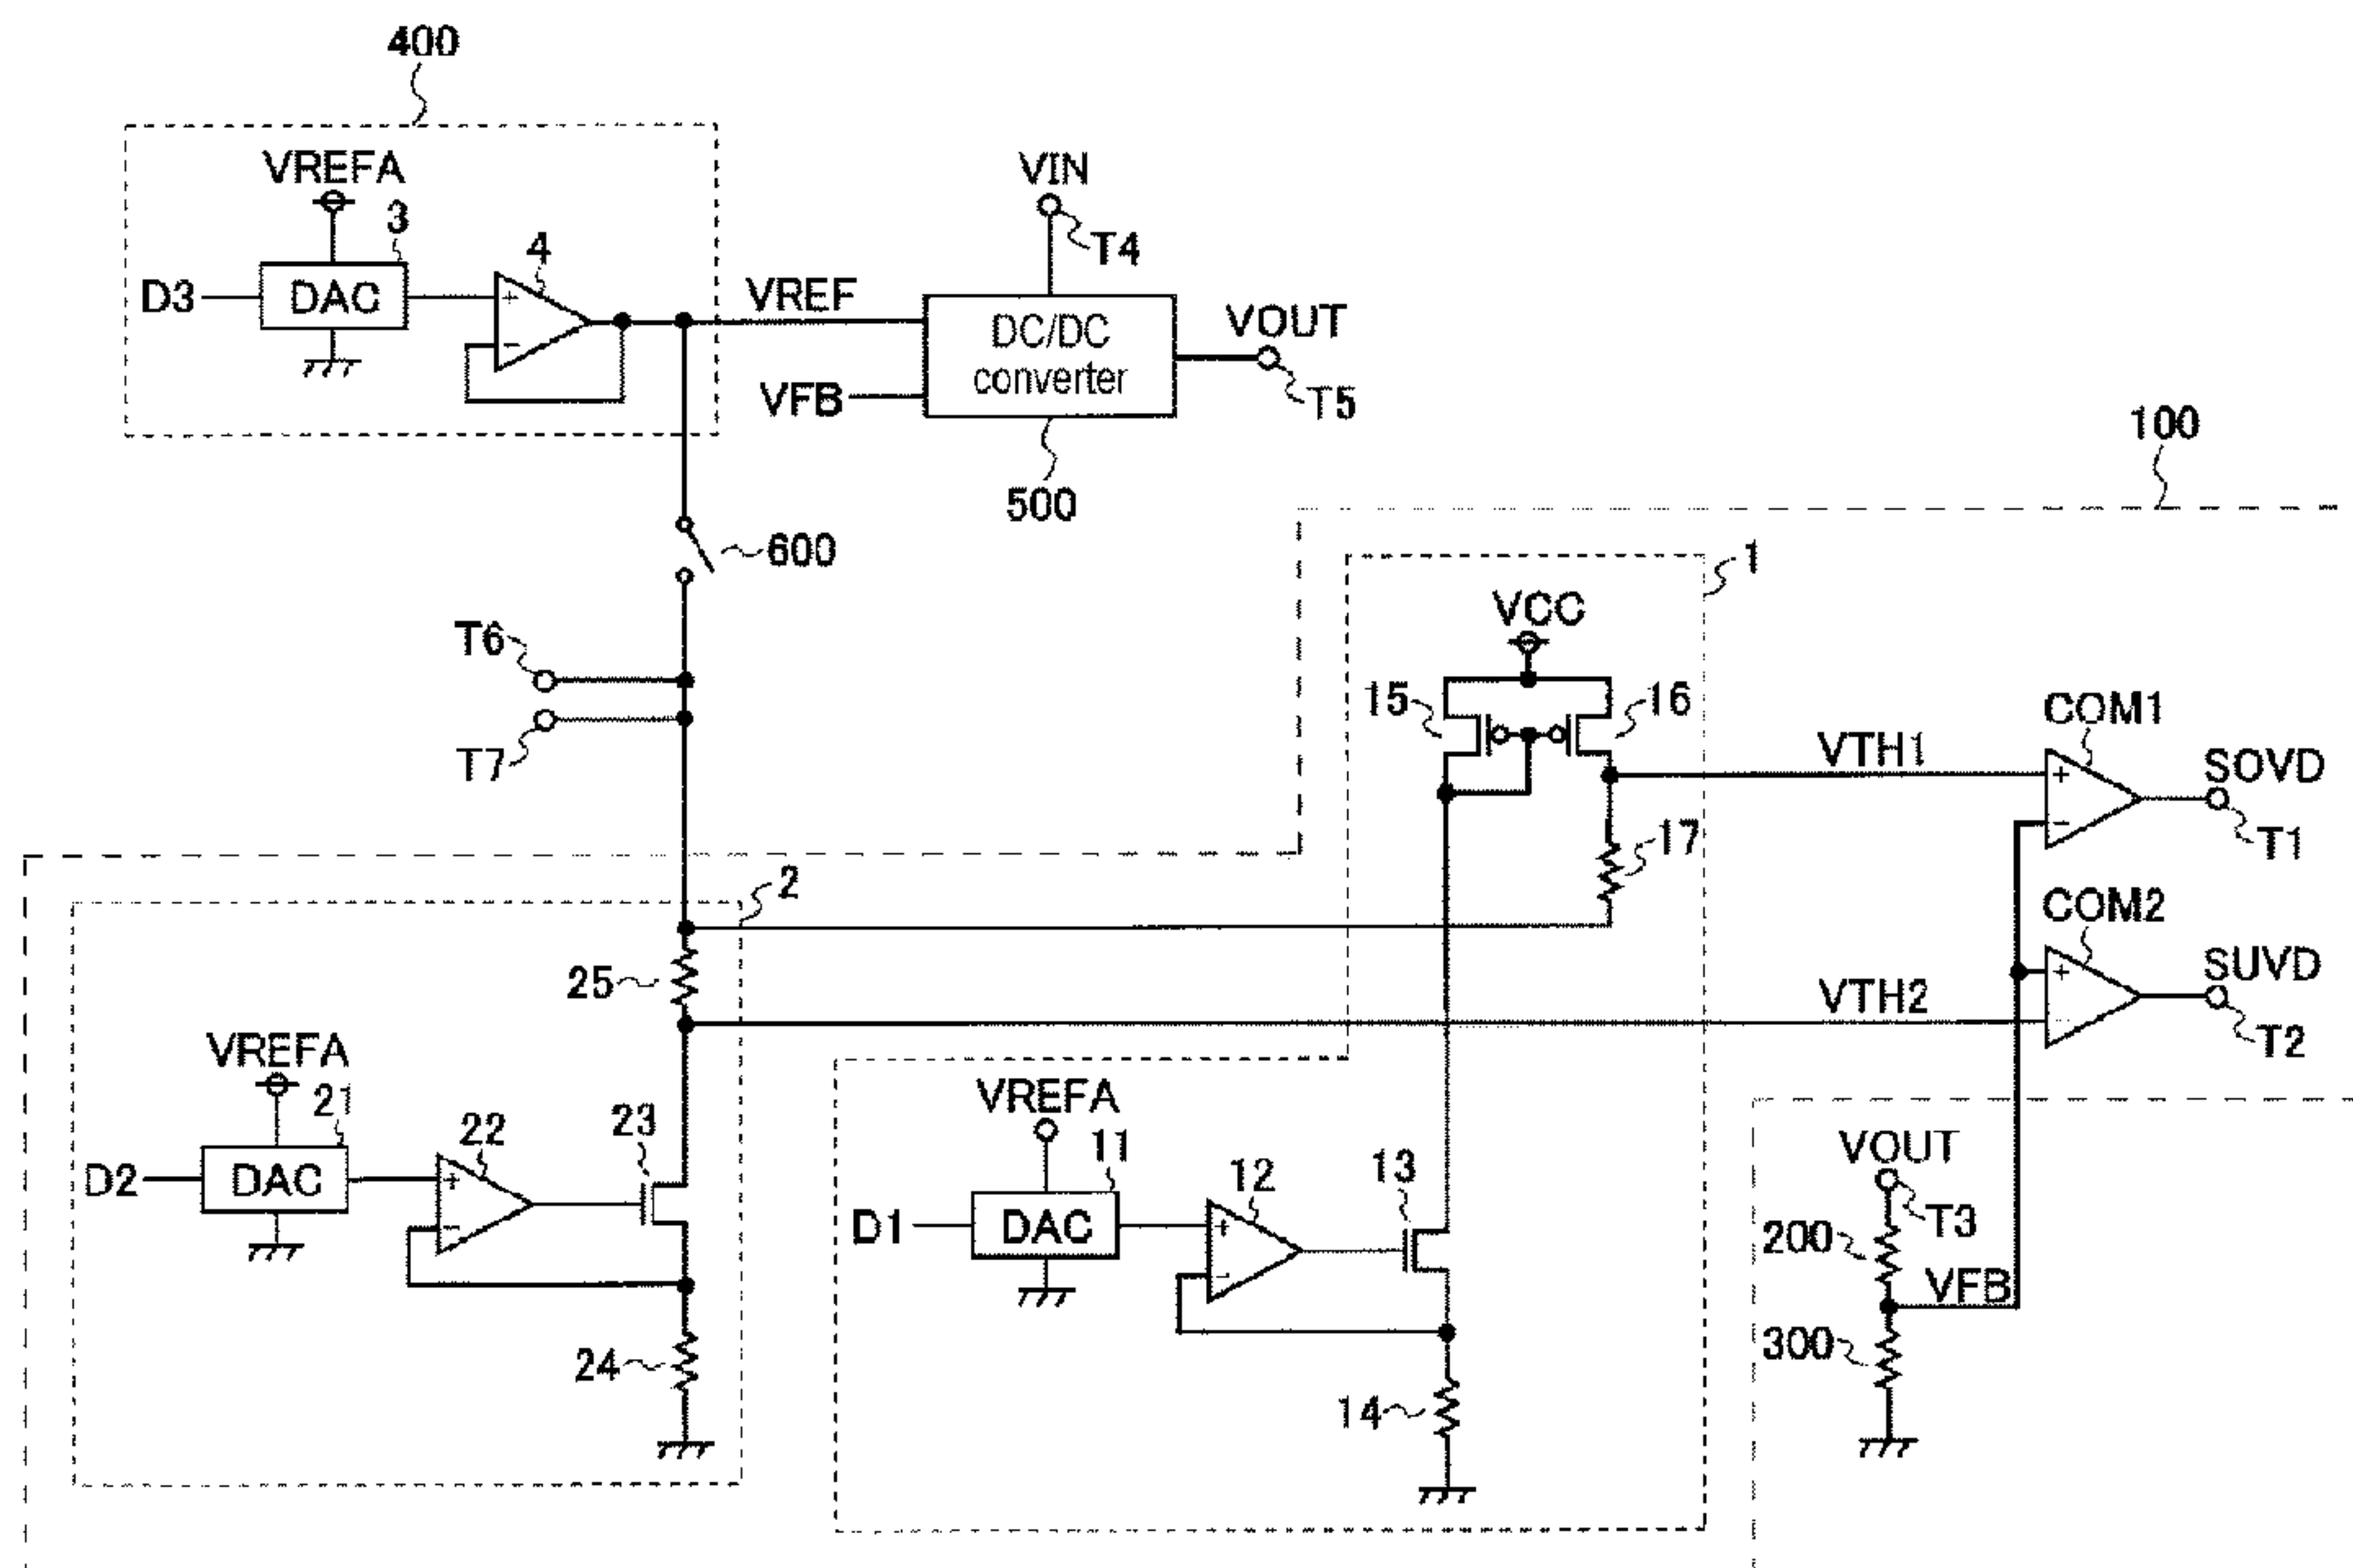 400
VREFA
3
4
D3
DAC
VREF
VFB
VIN
T4
DC/DC
converter
VOUT
T5
500
100
600
T6
T7
1
VCC
15
16
17
VTH1
COM1
SOVD
T1
COM2
SUVD
T2
VTH2
2
25
VREFA
21
22
23
D2
DAC
24
VREFA
11
12
13
D1
DAC
14
VOUT
T3
200
VFB
300